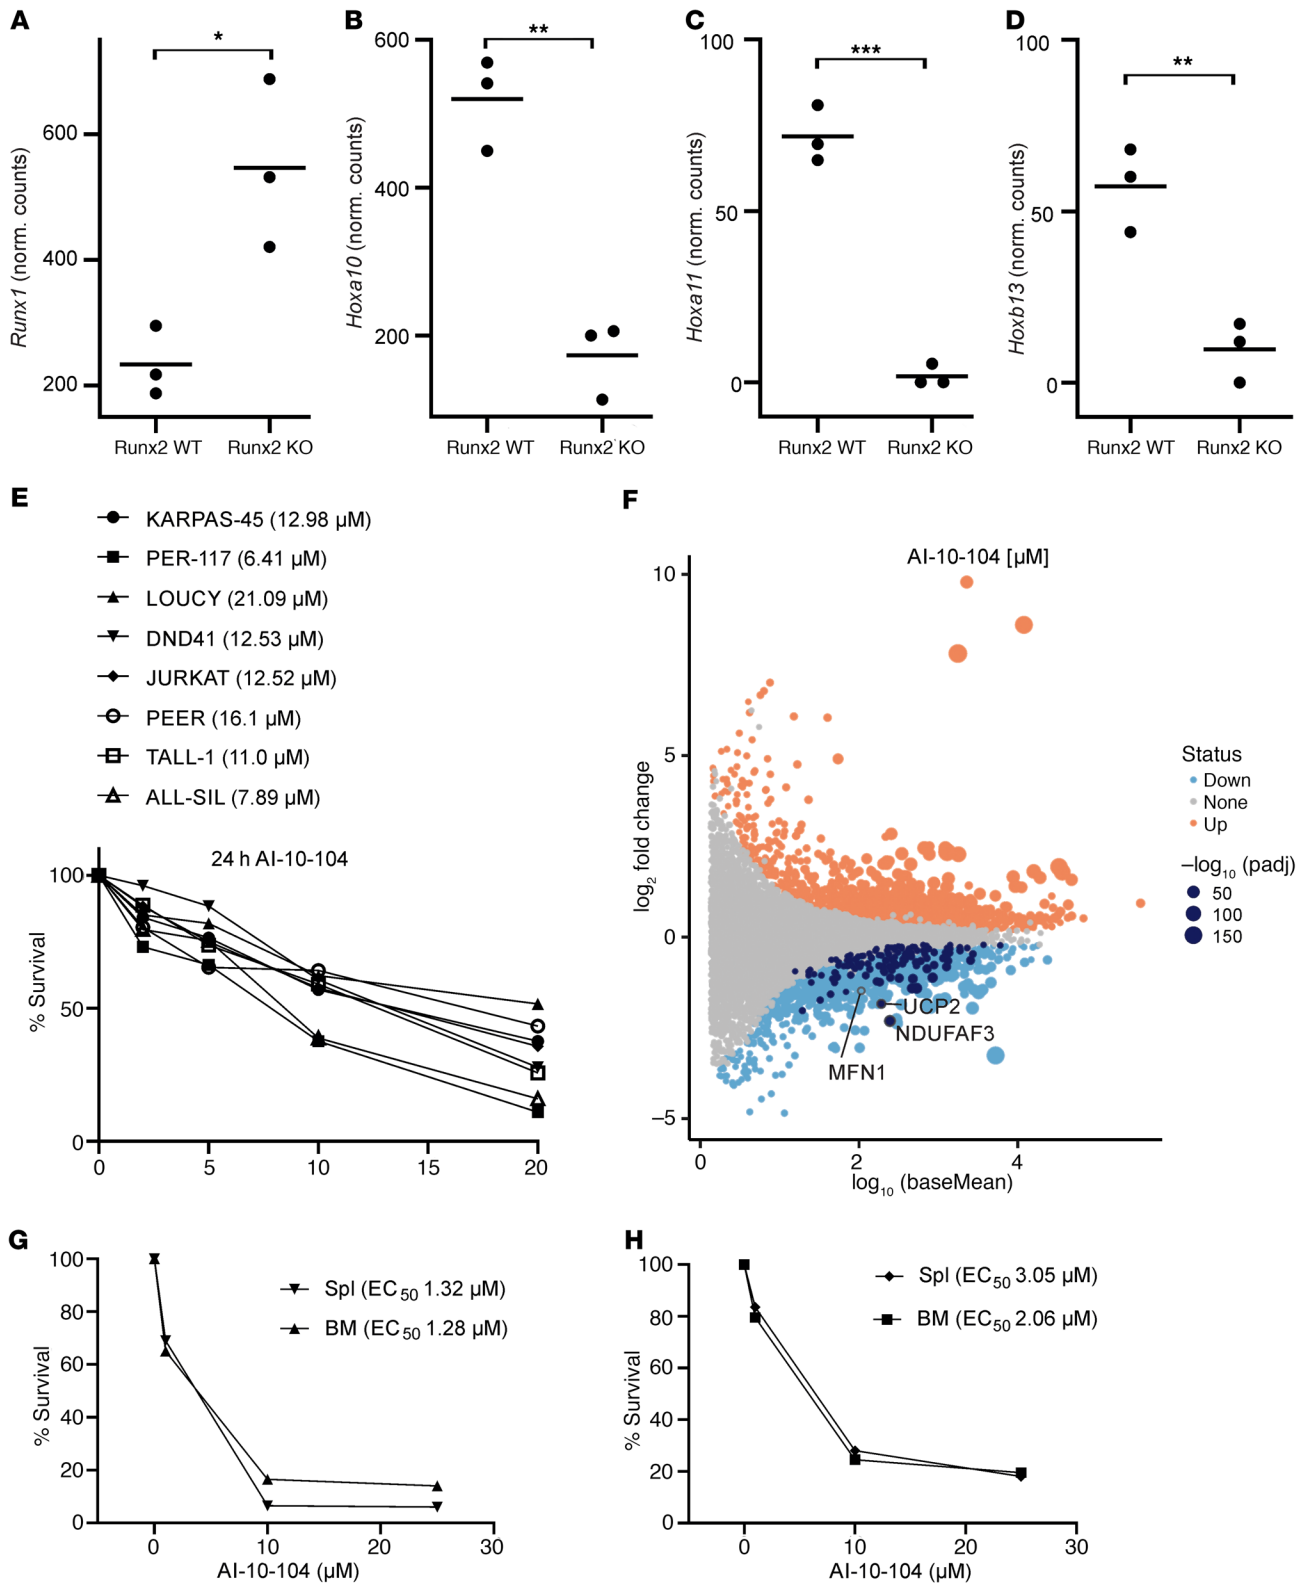 A
B
C
D
*
**
***
**
Runx1 (norm. counts)
600
400
200
Runx2 WT
Runx2 KO
Hoxa10 (norm. counts)
600
400
200
Runx2 WT
Runx2 KO
Hoxa11 (norm. counts)
100
50
0
Runx2 WT
Runx2 KO
Hoxb13 (norm. counts)
100
50
0
Runx2 WT
Runx2 KO
E
KARPAS-45 (12.98 µM)
PER-117 (6.41 µM)
LOUCY (21.09 µM)
DND41 (12.53 µM)
JURKAT (12.52 µM)
PEER (16.1 µM)
TALL-1 (11.0 µM)
ALL-SIL (7.89 µM)
24 h AI-10-104
% Survival
100
50
0
0
5
10
15
20
F
AI-10-104 [µM]
log2 fold change
10
5
0
–5
UCP2
NDUFAF3
MFN1
0
2
4
log10 (baseMean)
Status
Down
None
Up
–log10 (padj)
50
100
150
G
% Survival
100
80
60
40
20
0
Spl (EC50 1.32 µM)
BM (EC50 1.28 µM)
0
10
20
30
AI-10-104 (µM)
H
% Survival
100
80
60
40
20
0
Spl (EC50 3.05 µM)
BM (EC50 2.06 µM)
0
10
20
30
AI-10-104 (µM)